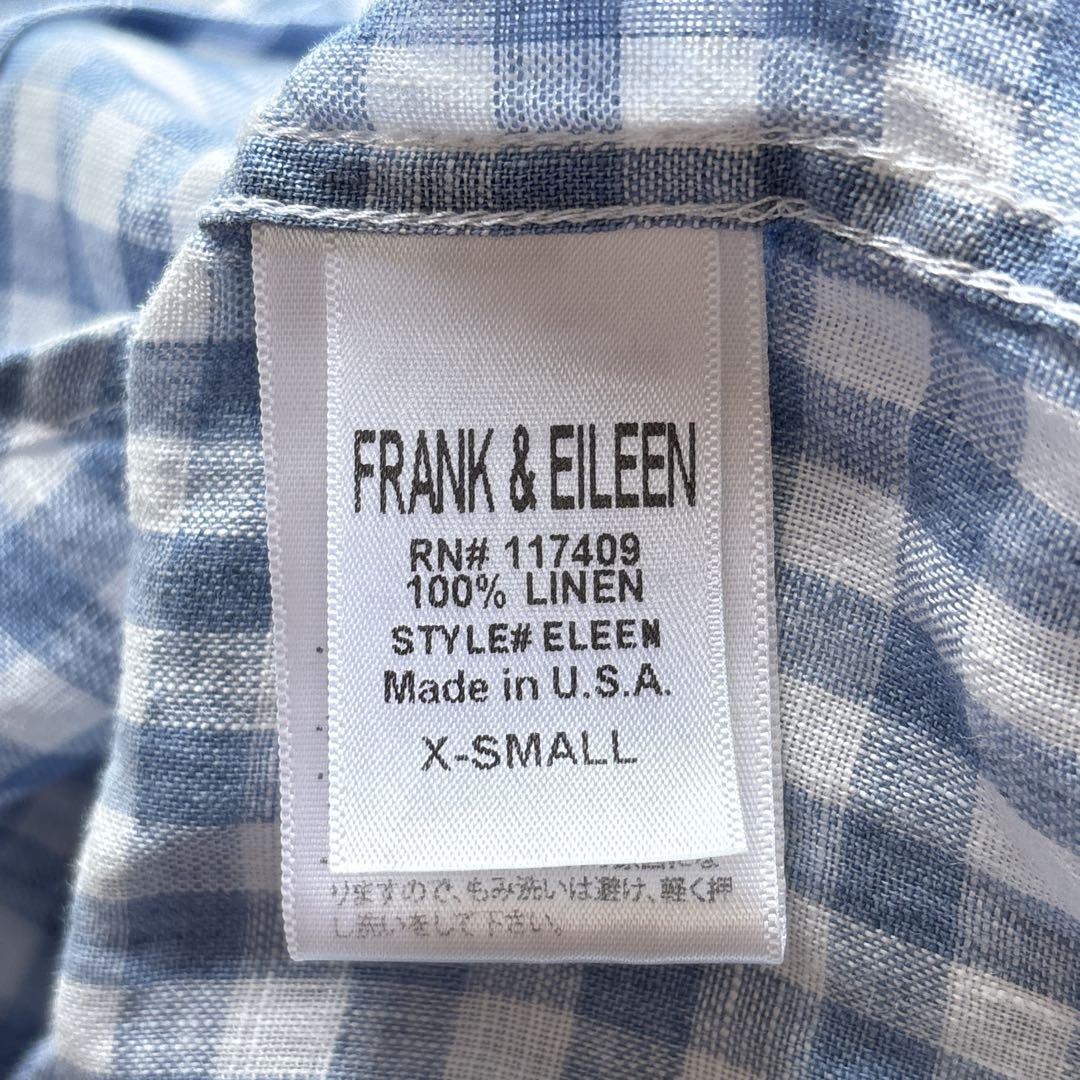 FRANK & EILEEN
RN# 117409
100% LINEN
STYLE# ELEEN
Made in U.S.A.
X-SMALL
りますので、もみ洗いは避け、軽く押
し洗いをして下さい。